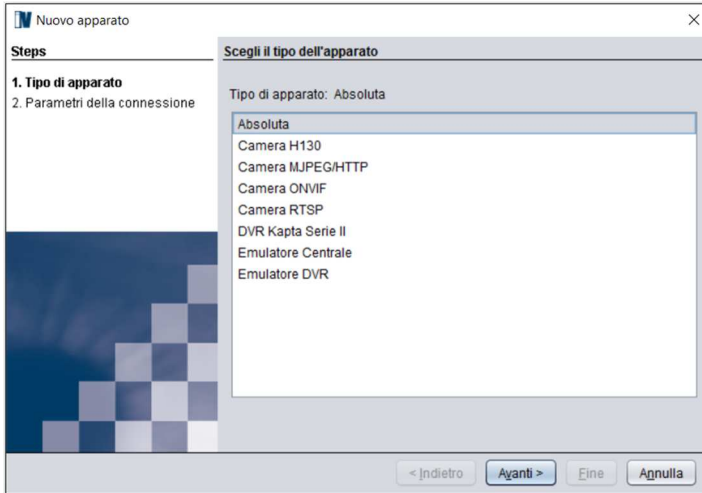 Nuovo apparato
Steps
1. Tipo di apparato
2. Parametri della connessione
Scegli il tipo dell'apparato
Tipo di apparato: Absoluta
Absoluta
Camera H130
Camera MJPEG/HTTP
Camera ONVIF
Camera RTSP
DVR Kapta Serie II
Emulatore Centrale
Emulatore DVR
< Indietro
Avanti >
Fine
Annulla